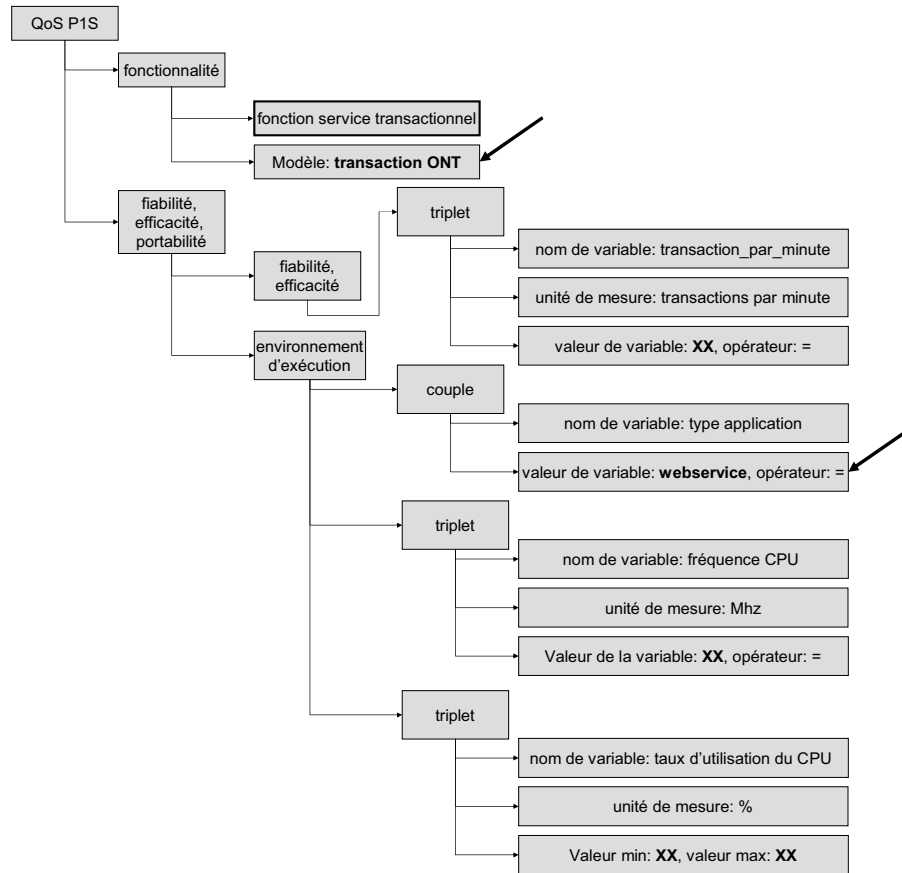 QoS P1S
fonctionnalité
fonction service transactionnel
Modèle: transaction ONT
fiabilité,
efficacité,
portabilité
fiabilité,
efficacité
triplet
nom de variable: transaction_par_minute
unité de mesure: transactions par minute
valeur de variable: XX, opérateur: =
environnement
d'exécution
couple
nom de variable: type application
valeur de variable: webservice, opérateur: =
triplet
nom de variable: fréquence CPU
unité de mesure: Mhz
Valeur de la variable: XX, opérateur: =
triplet
nom de variable: taux d'utilisation du CPU
unité de mesure: %
Valeur min: XX, valeur max: XX